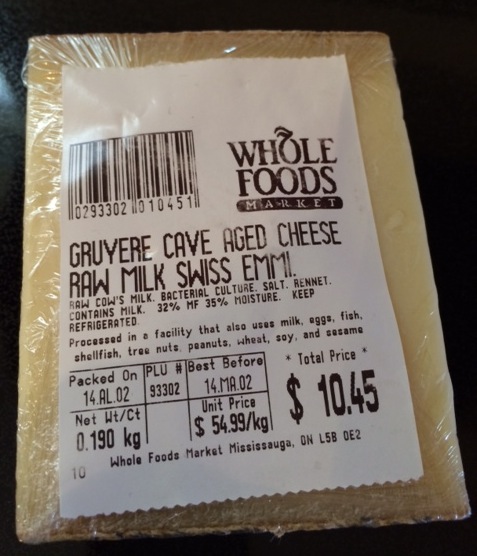 0293302 010451
WHOLE
FOODS
MARKET
GRUYERE CAVE AGED CHEESE
RAW MILK SWISS EMMI.
RAW COW'S MILK. BACTERIAL CULTURE. SALT. RENNET.
CONTAINS MILK. 32% MF 35% MOISTURE. KEEP
REFRIGERATED
Processed in a facility that also uses milk, eggs, fish,
shellfish, tree nuts, peanuts, wheat, soy, and sesame
Packed On PLU # Best Before * Total Price *
14.AL.02 93302 14.MA.02 $ 10.45
Net Wt/Ct Unit Price
0.190 kg $ 54.99/kg
10 Whole Foods Market Mississauga, ON L5B 0E2